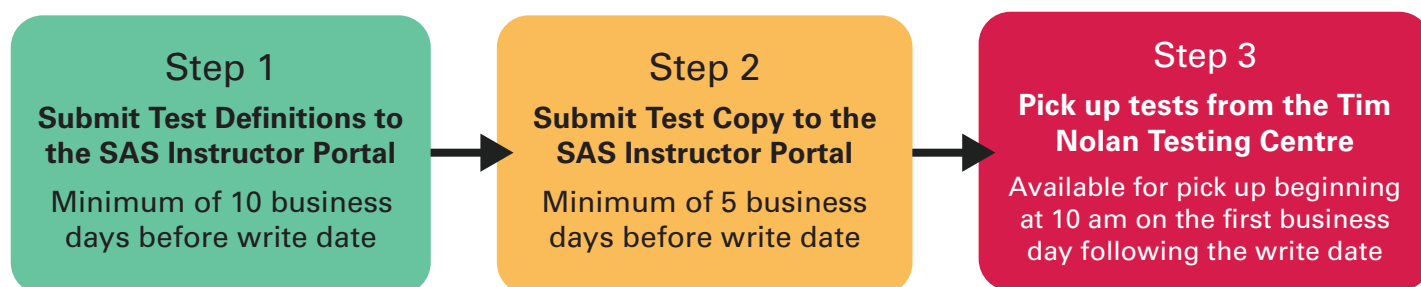 Step 1
Submit Test Definitions to
the SAS Instructor Portal
Minimum of 10 business
days before write date
Step 2
Submit Test Copy to the
SAS Instructor Portal
Minimum of 5 business
days before write date
Step 3
Pick up tests from the Tim
Nolan Testing Centre
Available for pick up beginning
at 10 am on the first business
day following the write date